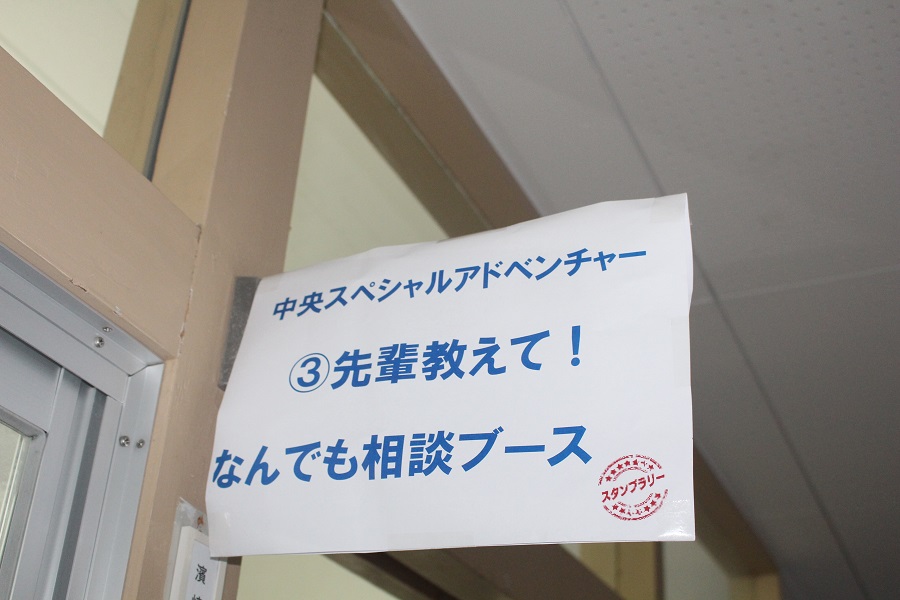 中央スペシャルアドベンチャー
③先輩教えて!
なんでも相談ブース
スタンプラリー
濱